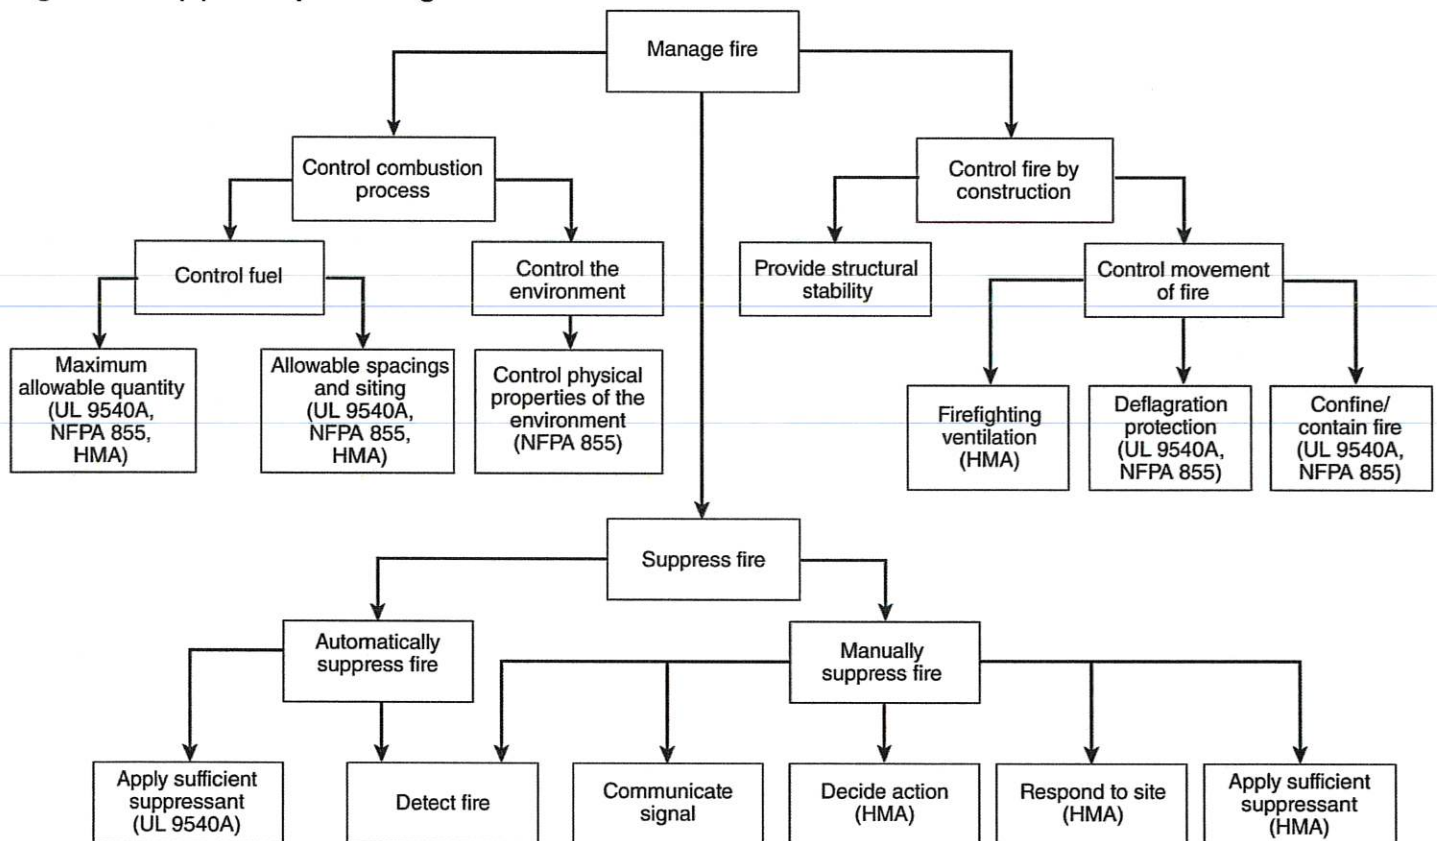 Manage fire
Control combustion
process
Control fire by
construction
Control fuel
Control the
environment
Provide structural
stability
Control movement
of fire
Maximum
allowable quantity
(UL 9540A,
NFPA 855,
HMA)
Allowable spacings
and siting
(UL 9540A,
NFPA 855,
HMA)
Control physical
properties of the
environment
(NFPA 855)
Firefighting
ventilation
(HMA)
Deflagration
protection
(UL 9540A,
NFPA 855)
Confine/
contain fire
(UL 9540A,
NFPA 855)
Suppress fire
Automatically
suppress fire
Manually
suppress fire
Apply sufficient
suppressant
(UL 9540A)
Detect fire
Communicate
signal
Decide action
(HMA)
Respond to site
(HMA)
Apply sufficient
suppressant
(HMA)